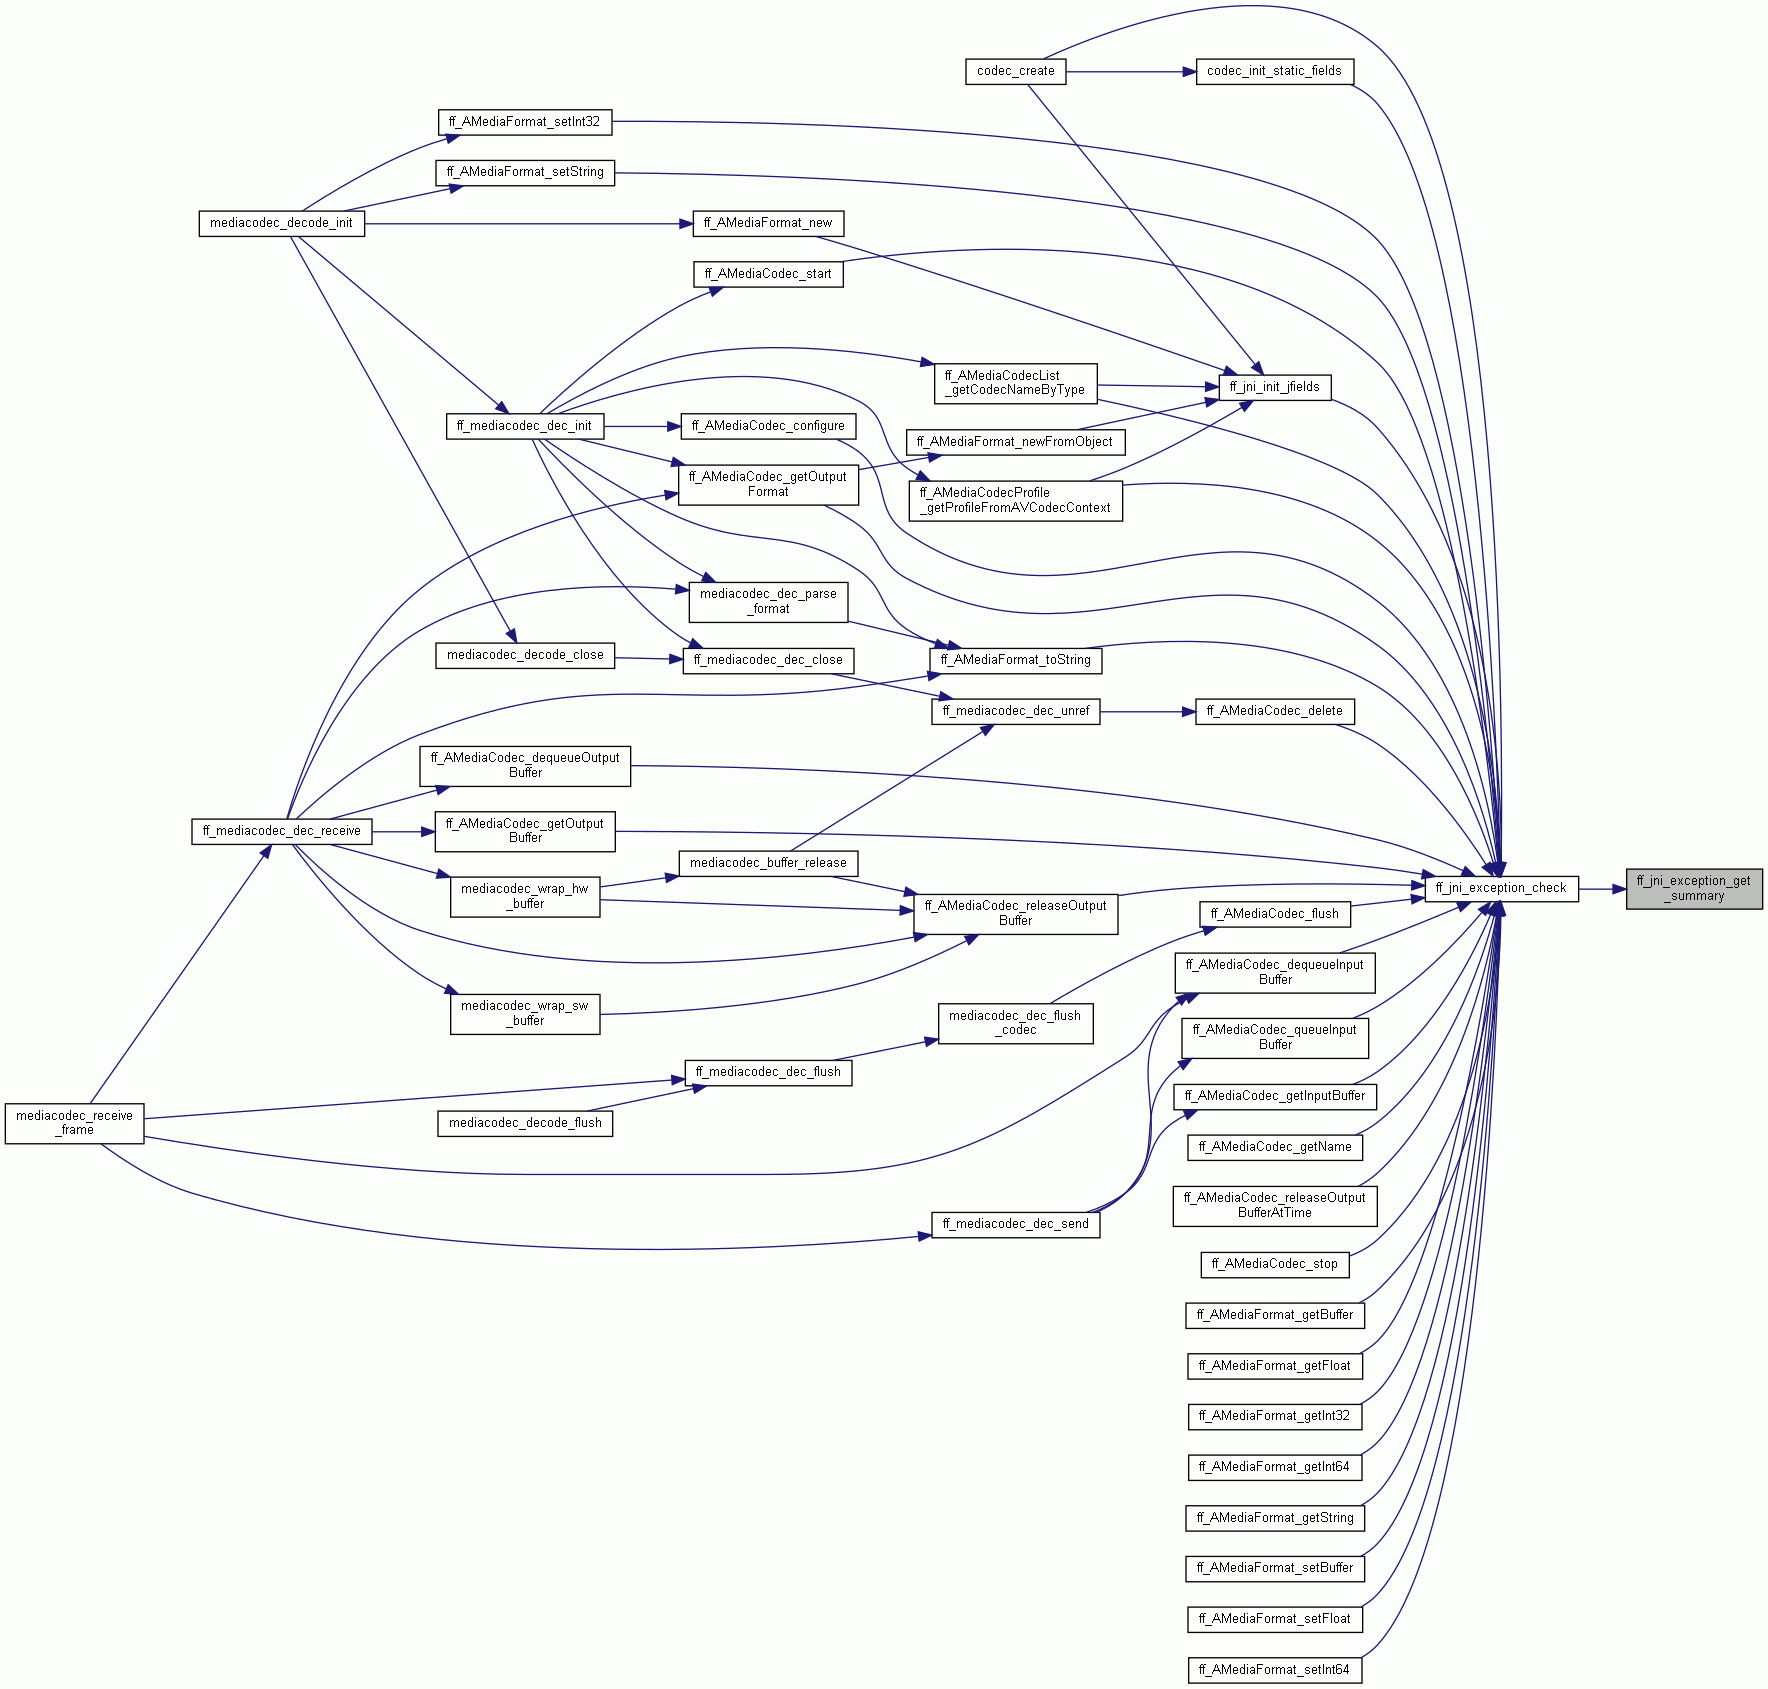 codec_create
codec_init_static_fields
ff_AMediaFormat_setInt32
ff_AMediaFormat_setString
mediacodec_decode_init
ff_AMediaFormat_new
ff_AMediaCodec_start
ff_AMediaCodecList
_getCodecNameByType
ff_jni_init_jfields
ff_mediacodec_dec_init
ff_AMediaCodec_configure
ff_AMediaFormat_newFromObject
ff_AMediaCodec_getOutput
Format
ff_AMediaCodecProfile
_getProfileFromAVCodecContext
mediacodec_dec_parse
_format
mediacodec_decode_close
ff_mediacodec_dec_close
ff_AMediaFormat_toString
ff_mediacodec_dec_unref
ff_AMediaCodec_delete
ff_AMediaCodec_dequeueOutput
Buffer
ff_mediacodec_dec_receive
ff_AMediaCodec_getOutput
Buffer
mediacodec_buffer_release
mediacodec_wrap_hw
_buffer
ff_jni_exception_check
ff_jni_exception_get
_summary
ff_AMediaCodec_releaseOutput
Buffer
ff_AMediaCodec_flush
ff_AMediaCodec_dequeueInput
Buffer
mediacodec_wrap_sw
_buffer
mediacodec_dec_flush
_codec
ff_AMediaCodec_queueInput
Buffer
ff_mediacodec_dec_flush
ff_AMediaCodec_getInputBuffer
mediacodec_receive
_frame
mediacodec_decode_flush
ff_AMediaCodec_getName
ff_AMediaCodec_releaseOutput
BufferAtTime
ff_mediacodec_dec_send
ff_AMediaCodec_stop
ff_AMediaFormat_getBuffer
ff_AMediaFormat_getFloat
ff_AMediaFormat_getInt32
ff_AMediaFormat_getInt64
ff_AMediaFormat_getString
ff_AMediaFormat_setBuffer
ff_AMediaFormat_setFloat
ff_AMediaFormat_setInt64